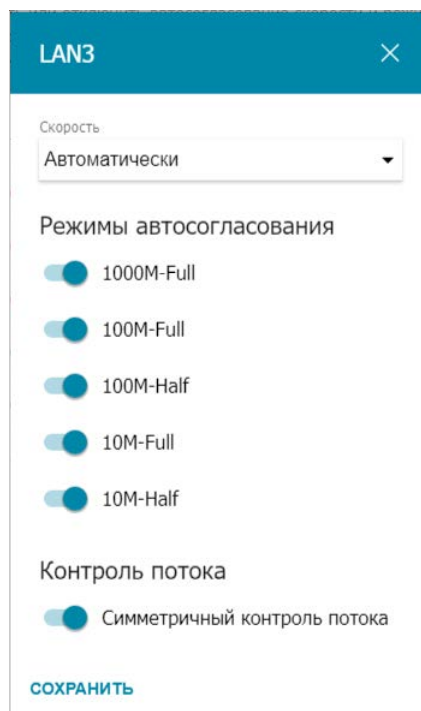 LAN3
Скорость
Автоматически
Режимы автосогласования
1000M-Full
100M-Full
100M-Half
10M-Full
10M-Half
Контроль потока
Симметричный контроль потока
СОХРАНИТЬ